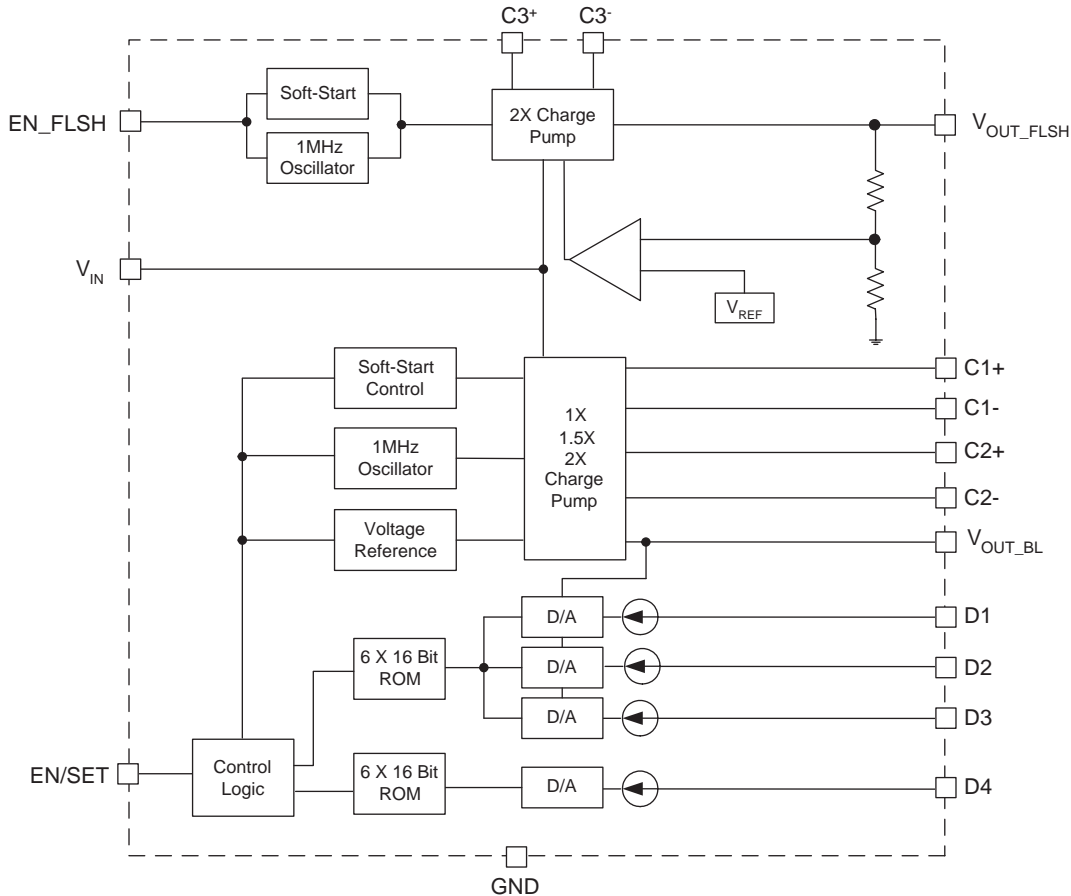 C3+
C3-
EN_FLSH
Soft-Start
1MHz
Oscillator
2X Charge
Pump
VOUT_FLSH
VIN
VREF
Soft-Start
Control
1MHz
Oscillator
Voltage
Reference
1X
1.5X
2X
Charge
Pump
C1+
C1-
C2+
C2-
VOUT_BL
D/A
D1
6 X 16 Bit
ROM
D/A
D2
D/A
D3
EN/SET
Control
Logic
6 X 16 Bit
ROM
D/A
D4
GND